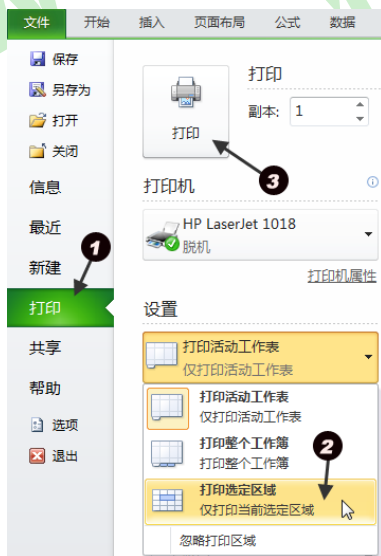 文件 开始 插入 页面布局 公式 数据
保存
另存为
打开
关闭
信息
最近
新建
打印
共享
帮助
选项
退出
打印
打印
副本: 1
3
打印机
HP LaserJet 1018
脱机
打印机属性
1
设置
打印活动工作表
仅打印活动工作表
打印活动工作表
仅打印活动工作表
打印整个工作簿
打印整个工作簿
2
打印选定区域
仅打印当前选定区域
忽略打印区域